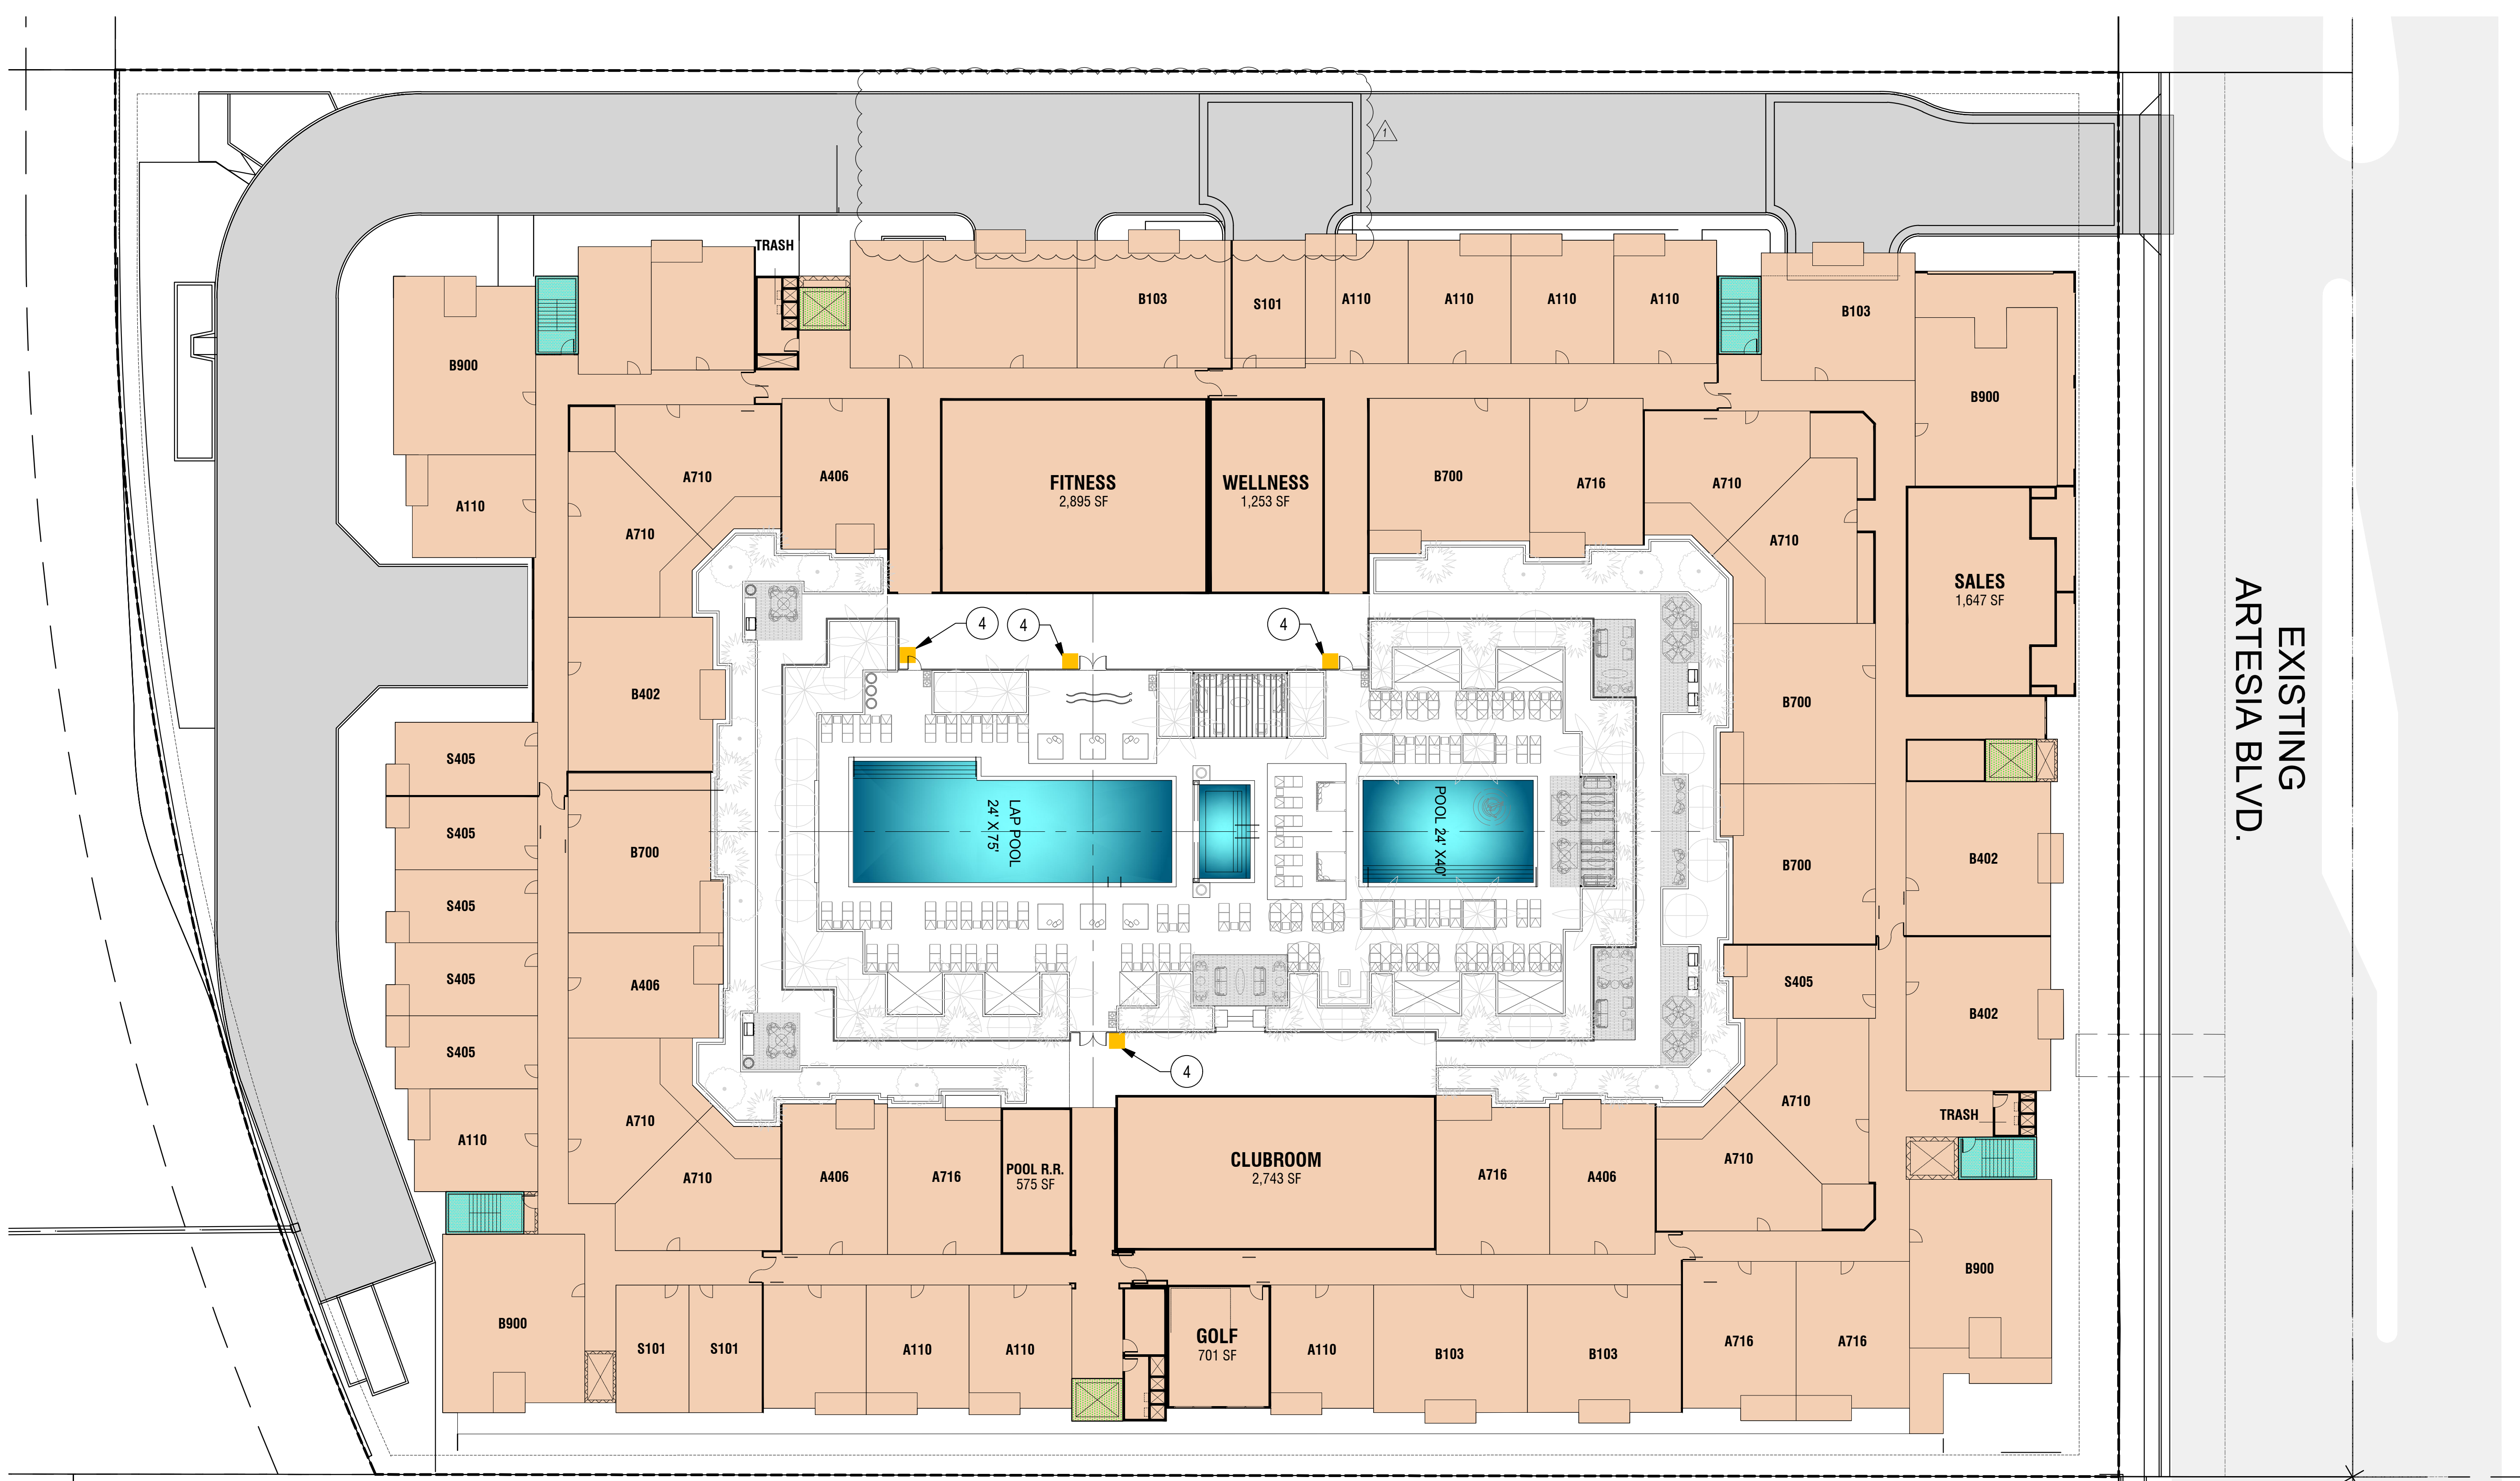 1
TRASH
B103
S101
A110
A110
A110
A110
B103
B900
B900
A710
A406
FITNESS
2,895 SF
WELLNESS
1,253 SF
B700
A716
A710
A110
A710
A710
SALES
1,647 SF
4
4
4
EXISTING
ARTESIA BLVD.
B402
B700
S405
S405
LAP POOL
24' X 75'
POOL 24' X40'
B700
B700
B402
S405
S405
A406
S405
B402
S405
4
A710
A710
TRASH
A110
A710
A406
A716
POOL R.R.
575 SF
CLUBROOM
2,743 SF
A716
A406
A710
B900
B900
S101
S101
A110
A110
GOLF
701 SF
A110
B103
B103
A716
A716